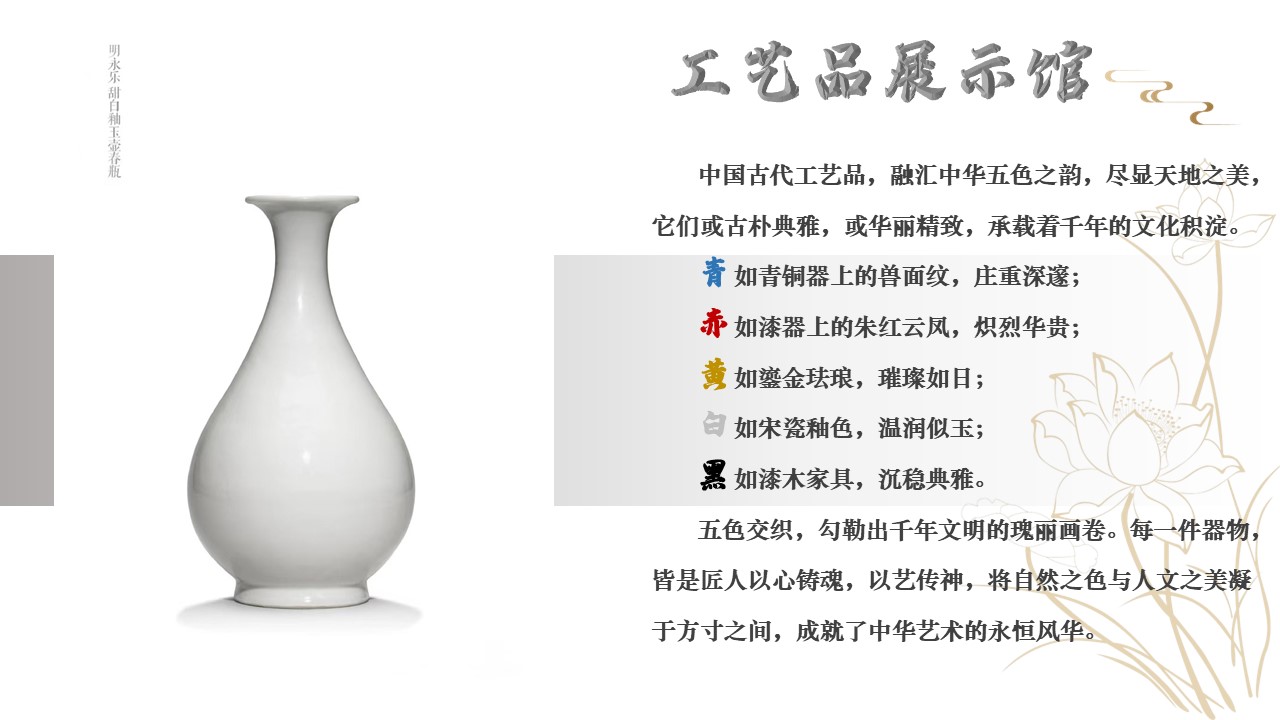 明永乐 甜白釉玉壶春瓶
工艺品展示馆
中国古代工艺品，融汇中华五色之韵，尽显天地之美，
它们或古朴典雅，或华丽精致，承载着千年的文化积淀。
青如青铜器上的兽面纹，庄重深邃；
赤如漆器上的朱红云凤，炽烈华贵；
黄如鎏金珐琅，璀璨如日；
白如宋瓷釉色，温润似玉；
黑如漆木家具，沉稳典雅。
五色交织，勾勒出千年文明的瑰丽画卷。每一件器物，
皆是匠人以心铸魂，以艺传神，将自然之色与人文之美凝
于方寸之间，成就了中华艺术的永恒风华。